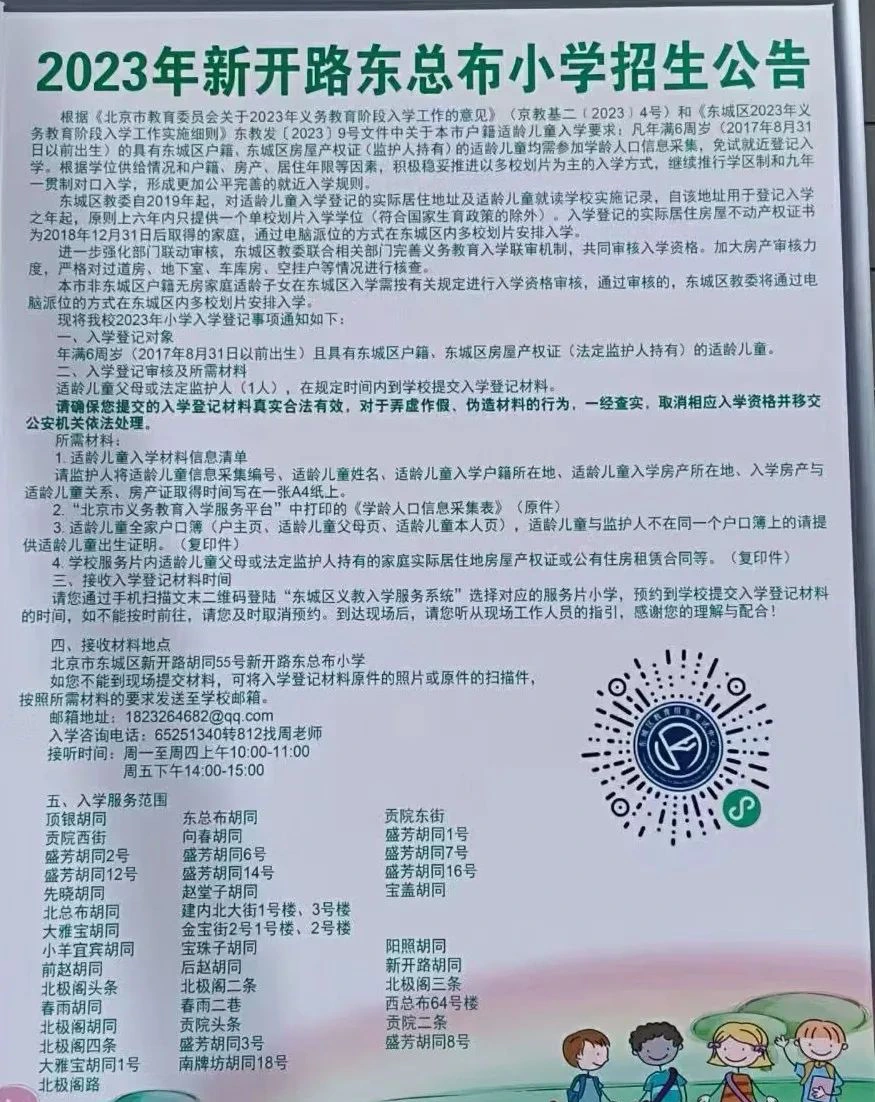 2023年新开路东总布小学招生公告
根据《北京市教育委员会关于2023年义务教育阶段入学工作的意见》（京教基二〔2023〕4号）和《东城区2023年义
务教育阶段入学工作实施细则》东教发〔2023〕9号文件中关于本市户籍适龄儿童入学要求：凡年满6周岁（2017年8月31
日以前出生）的具有东城区户籍、东城区房屋产权证（监护人持有）的适龄儿童均需参加学龄人口信息采集，免试就近登记入
学。根据学位供给情况和户籍、房产、居住年限等因素，积极稳妥推进以多校划片为主的入学方式，继续推行学区制和九年
一贯制对口入学，形成更加公平完善的就近入学规则。
东城区教委自2019年起，对适龄儿童入学登记的实际居住地址及适龄儿童就读学校实施记录，自该地址用于登记入学
之年起，原则上六年内只提供一个单校划片入学学位（符合国家生育政策的除外）。入学登记的实际居住房屋不动产权证书
为2018年12月31日后取得的家庭，通过电脑派位的方式在东城区内多校划片安排入学。
进一步强化部门联动审核，东城区教委联合相关部门完善义务教育入学联审机制，共同审核入学资格。加大房产审核力
度，严格对过道房、地下室、车库房、空挂户等情况进行核查。
本市非东城区户籍无房家庭适龄子女在东城区入学需按有关规定进行入学资格审核，通过审核的，东城区教委将通过电
脑派位的方式在东城区内多校划片安排入学。
现将我校2023年小学入学登记事项通知如下：
一、入学登记对象
年满6周岁（2017年8月31日以前出生）且具有东城区户籍、东城区房屋产权证（法定监护人持有）的适龄儿童。
二、入学登记审核及所需材料
适龄儿童父母或法定监护人（1人），在规定时间内到学校提交入学登记材料。
请确保您提交的入学登记材料真实合法有效，对于弄虚作假、伪造材料的行为，一经查实，取消相应入学资格并移交
公安机关依法处理。
所需材料：
1. 适龄儿童入学材料信息清单
请监护人将适龄儿童信息采集编号、适龄儿童姓名、适龄儿童入学户籍所在地、适龄儿童入学房产所在地、入学房产与
适龄儿童关系、房产证取得时间写在一张A4纸上。
2. “北京市义务教育入学服务平台”中打印的《学龄人口信息采集表》（原件）
3. 适龄儿童全家户口簿（户主页、适龄儿童父母页、适龄儿童本人页），适龄儿童与监护人不在同一个户口簿上的请提
供适龄儿童出生证明。（复印件）
4. 学校服务片内适龄儿童父母或法定监护人持有的家庭实际居住地房屋产权证或公有住房租赁合同等。（复印件）
三、接收入学登记材料时间
请您通过手机扫描文末二维码登陆“东城区义教入学服务系统”选择对应的服务片小学，预约到学校提交入学登记材料
的时间，如不能按时前往，请您及时取消预约。到达现场后，请您听从现场工作人员的指引，感谢您的理解与配合！
四、接收材料地点
北京市东城区新开路胡同55号新开路东总布小学
如您不能到现场提交材料，可将入学登记材料原件的照片或原件的扫描件，
按照所需材料的要求发送至学校邮箱。
邮箱地址：1823264682@qq.com
入学咨询电话：65251340转812找周老师
接听时间：周一至周四上午10:00-11:00
周五下午14:00-15:00
东城区教育招生考试中心
五、入学服务范围
顶银胡同 东总布胡同 贡院东街
贡院西街 向春胡同 盛芳胡同1号
盛芳胡同2号 盛芳胡同6号 盛芳胡同7号
盛芳胡同12号 盛芳胡同14号 盛芳胡同16号
先晓胡同 赵堂子胡同 宝盖胡同
北总布胡同 建内北大街1号楼、3号楼
大雅宝胡同 金宝街2号1号楼、2号楼
小羊宜宾胡同 宝珠子胡同 阳照胡同
前赵胡同 后赵胡同 新开路胡同
北极阁头条 北极阁二条 北极阁三条
春雨胡同 春雨二巷 西总布64号楼
北极阁胡同 贡院头条 贡院二条
北极阁四条 盛芳胡同3号 盛芳胡同8号
大雅宝胡同1号 南牌坊胡同18号
北极阁路